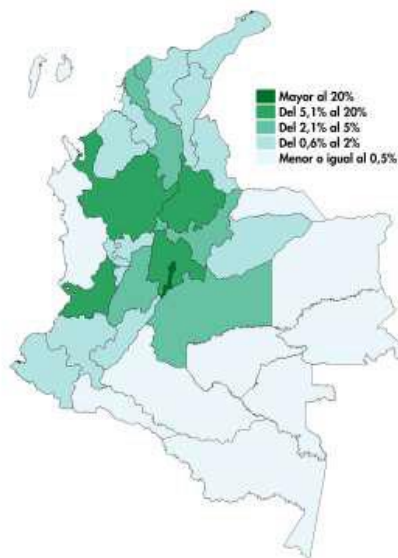 Mayor al 20%
Del 5,1% al 20%
Del 2,1% al 5%
Del 0,6% al 2%
Menor o igual al 0,5%